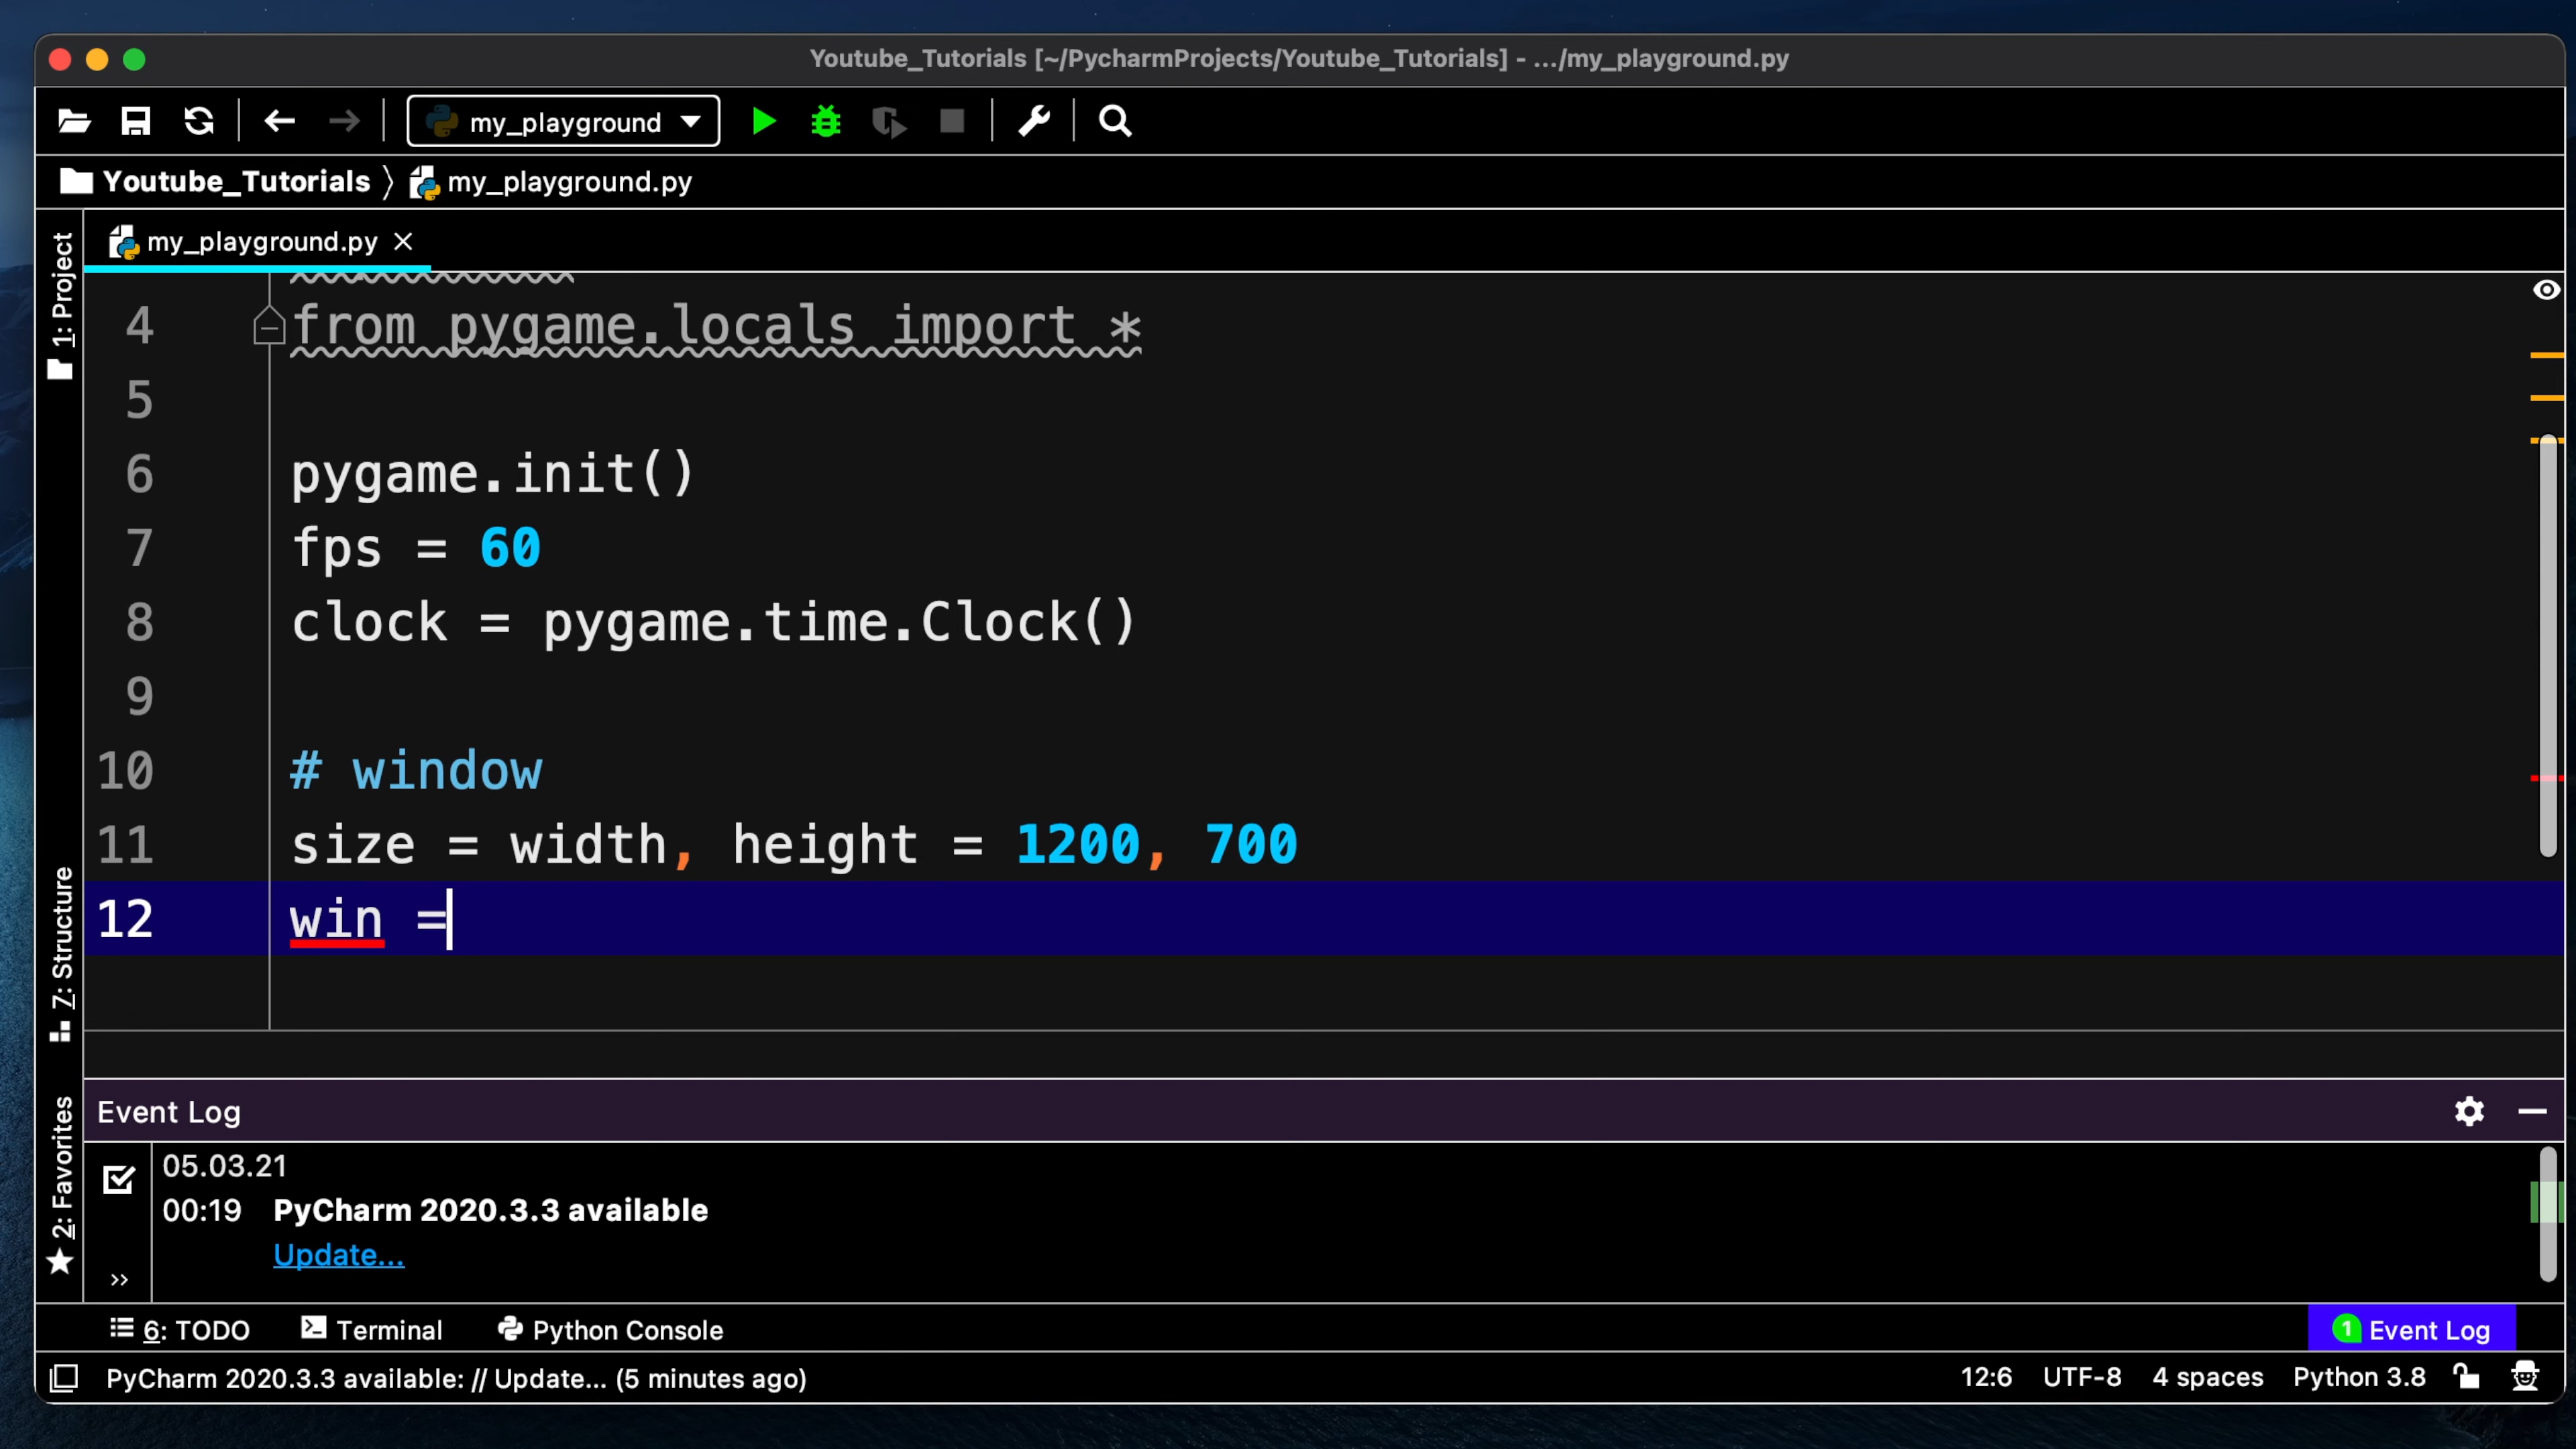 Youtube_Tutorials [~/PycharmProjects/Youtube_Tutorials] - .../my_playground.py
my_playground
Youtube_Tutorials my_playground.py
my_playground.py
1: Project
7: Structure
2: Favorites
4 from pygame.locals import *
5
6 pygame.init()
7 fps = 60
8 clock = pygame.time.Clock()
9
10 # window
11 size = width, height = 1200, 700
12 win =
Event Log
05.03.21
00:19 PyCharm 2020.3.3 available
Update...
6: TODO Terminal Python Console 1 Event Log
PyCharm 2020.3.3 available: // Update... (5 minutes ago) 12:6 UTF-8 4 spaces Python 3.8